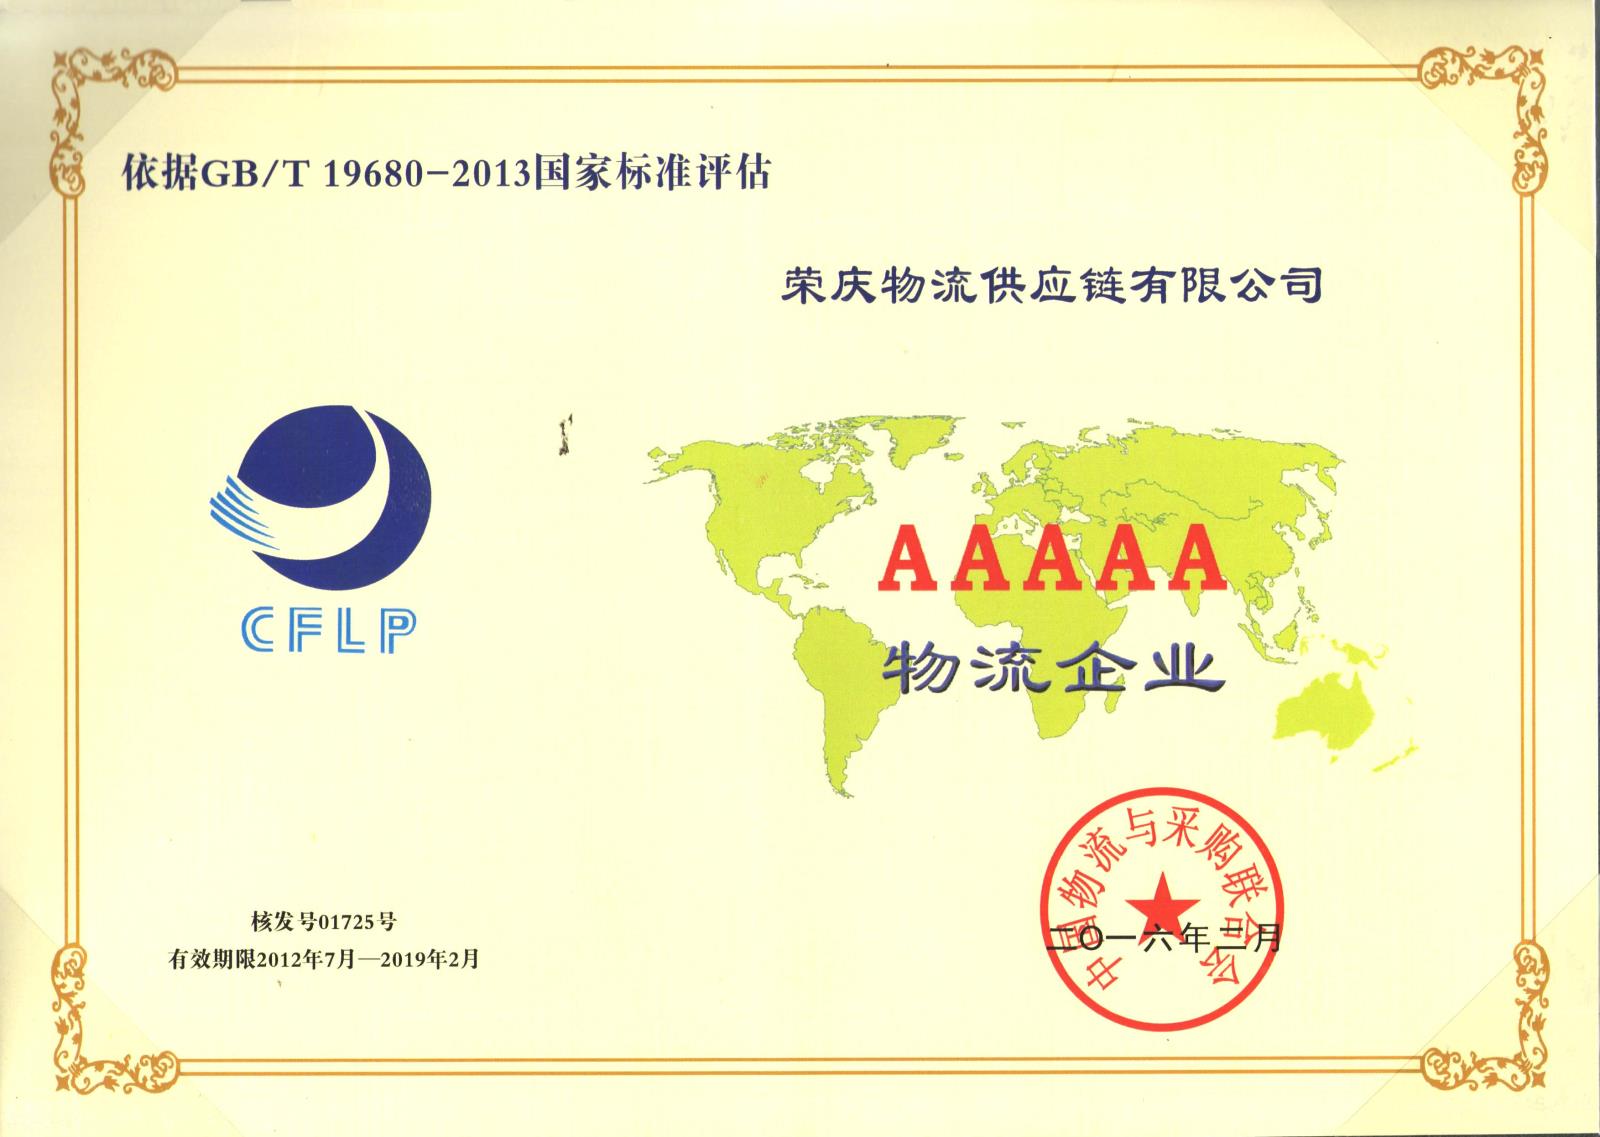 依据GB/T 19680-2013国家标准评估
荣庆物流供应链有限公司
CFLP
AAAAA
物流企业
中国物流与采购联合会
二〇一六年二月
核发号01725号
有效期限2012年7月—2019年2月